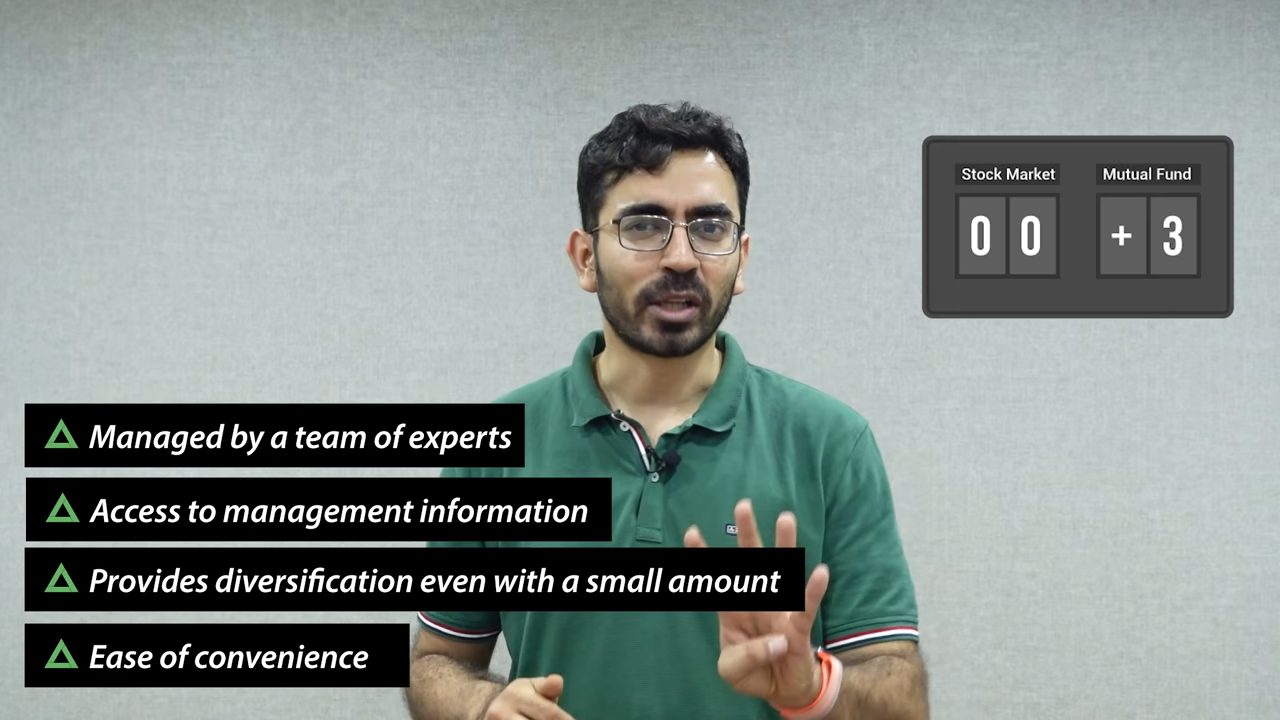 Stock Market
Mutual Fund
0 0
+ 3
Managed by a team of experts
Access to management information
Provides diversification even with a small amount
Ease of convenience